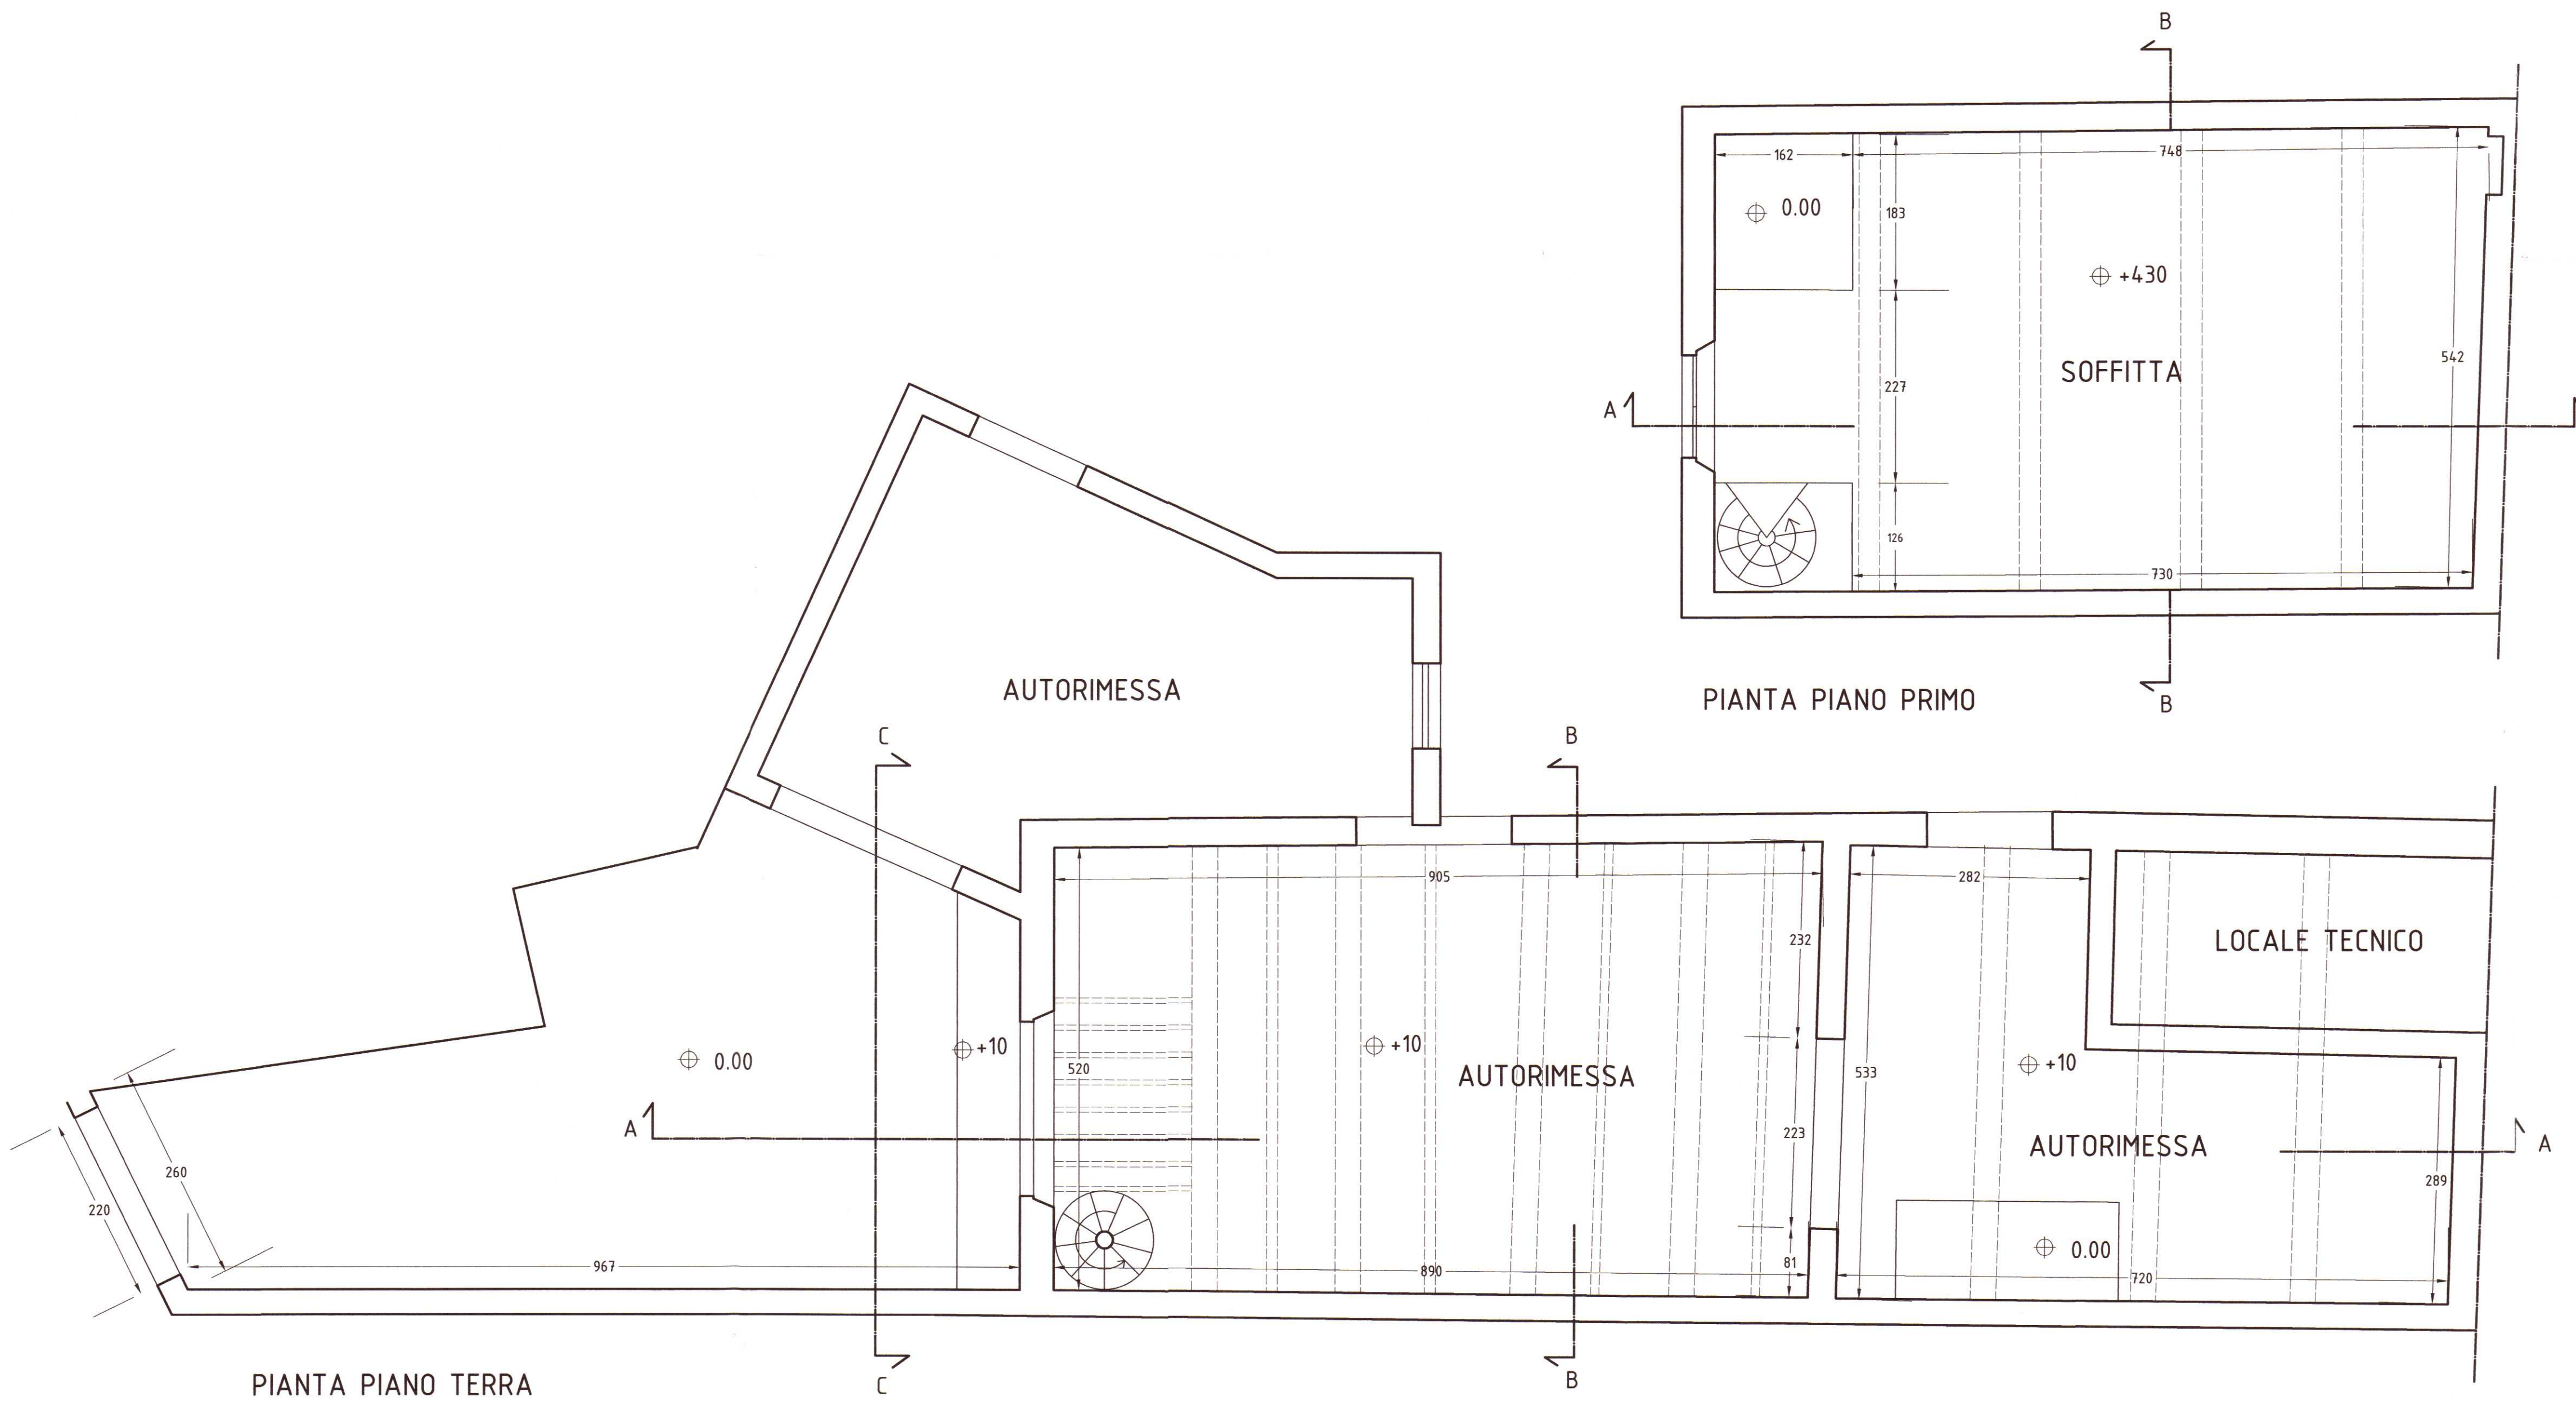 B
162
748
0.00
183
+430
SOFFITTA
542
227
A
126
730
PIANTA PIANO PRIMO
B
AUTORIMESSA
C
B
905
282
232
LOCALE TECNICO
0.00
+10
+10
+10
520
AUTORIMESSA
533
A
223
AUTORIMESSA
A
260
289
220
0.00
967
890
81
720
C
B
PIANTA PIANO TERRA